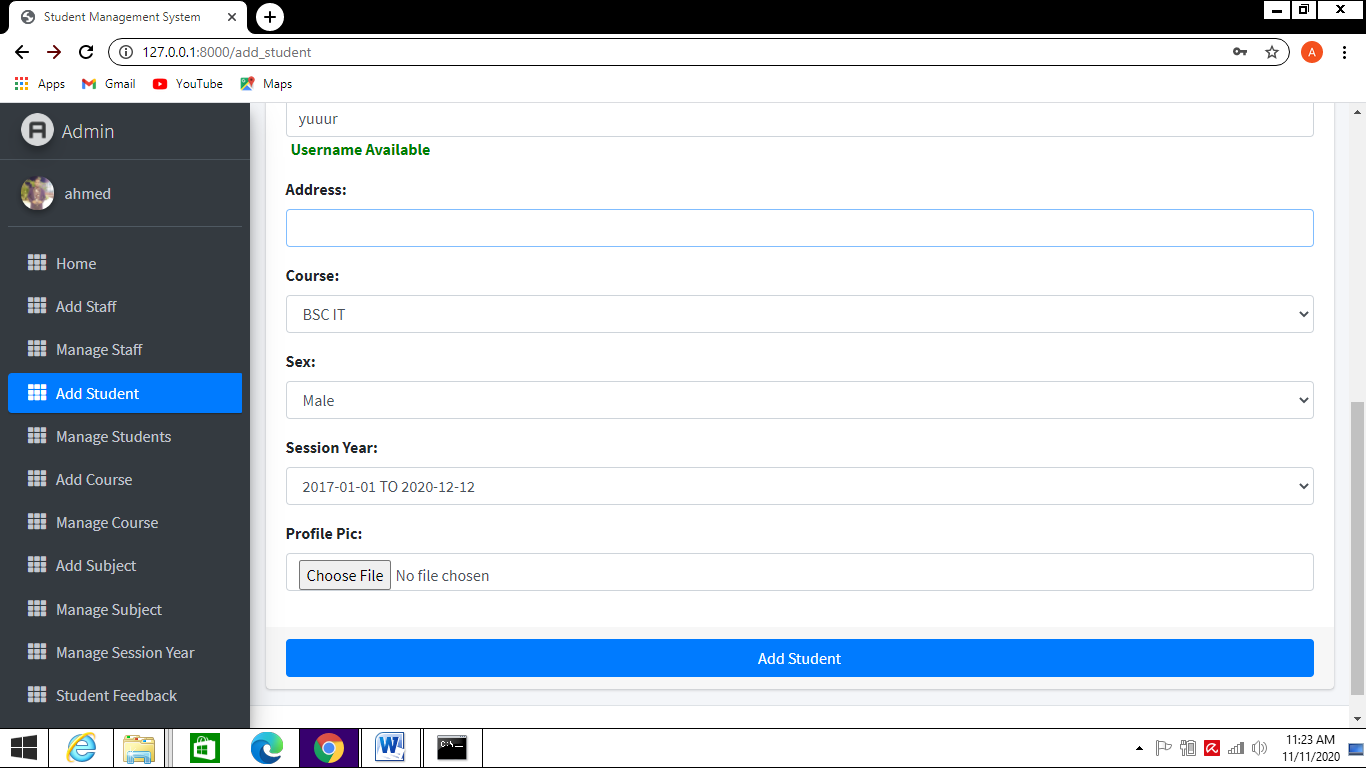 Student Management System
127.0.0.1:8000/add_student
A
Apps
Gmail
YouTube
Maps
Admin
ahmed
Home
Add Staff
Manage Staff
Add Student
Manage Students
Add Course
Manage Course
Add Subject
Manage Subject
Manage Session Year
Student Feedback
yuuur
Username Available
Address:
Course:
BSC IT
Sex:
Male
Session Year:
2017-01-01 TO 2020-12-12
Profile Pic:
Choose File No file chosen
Add Student
11:23 AM
11/11/2020